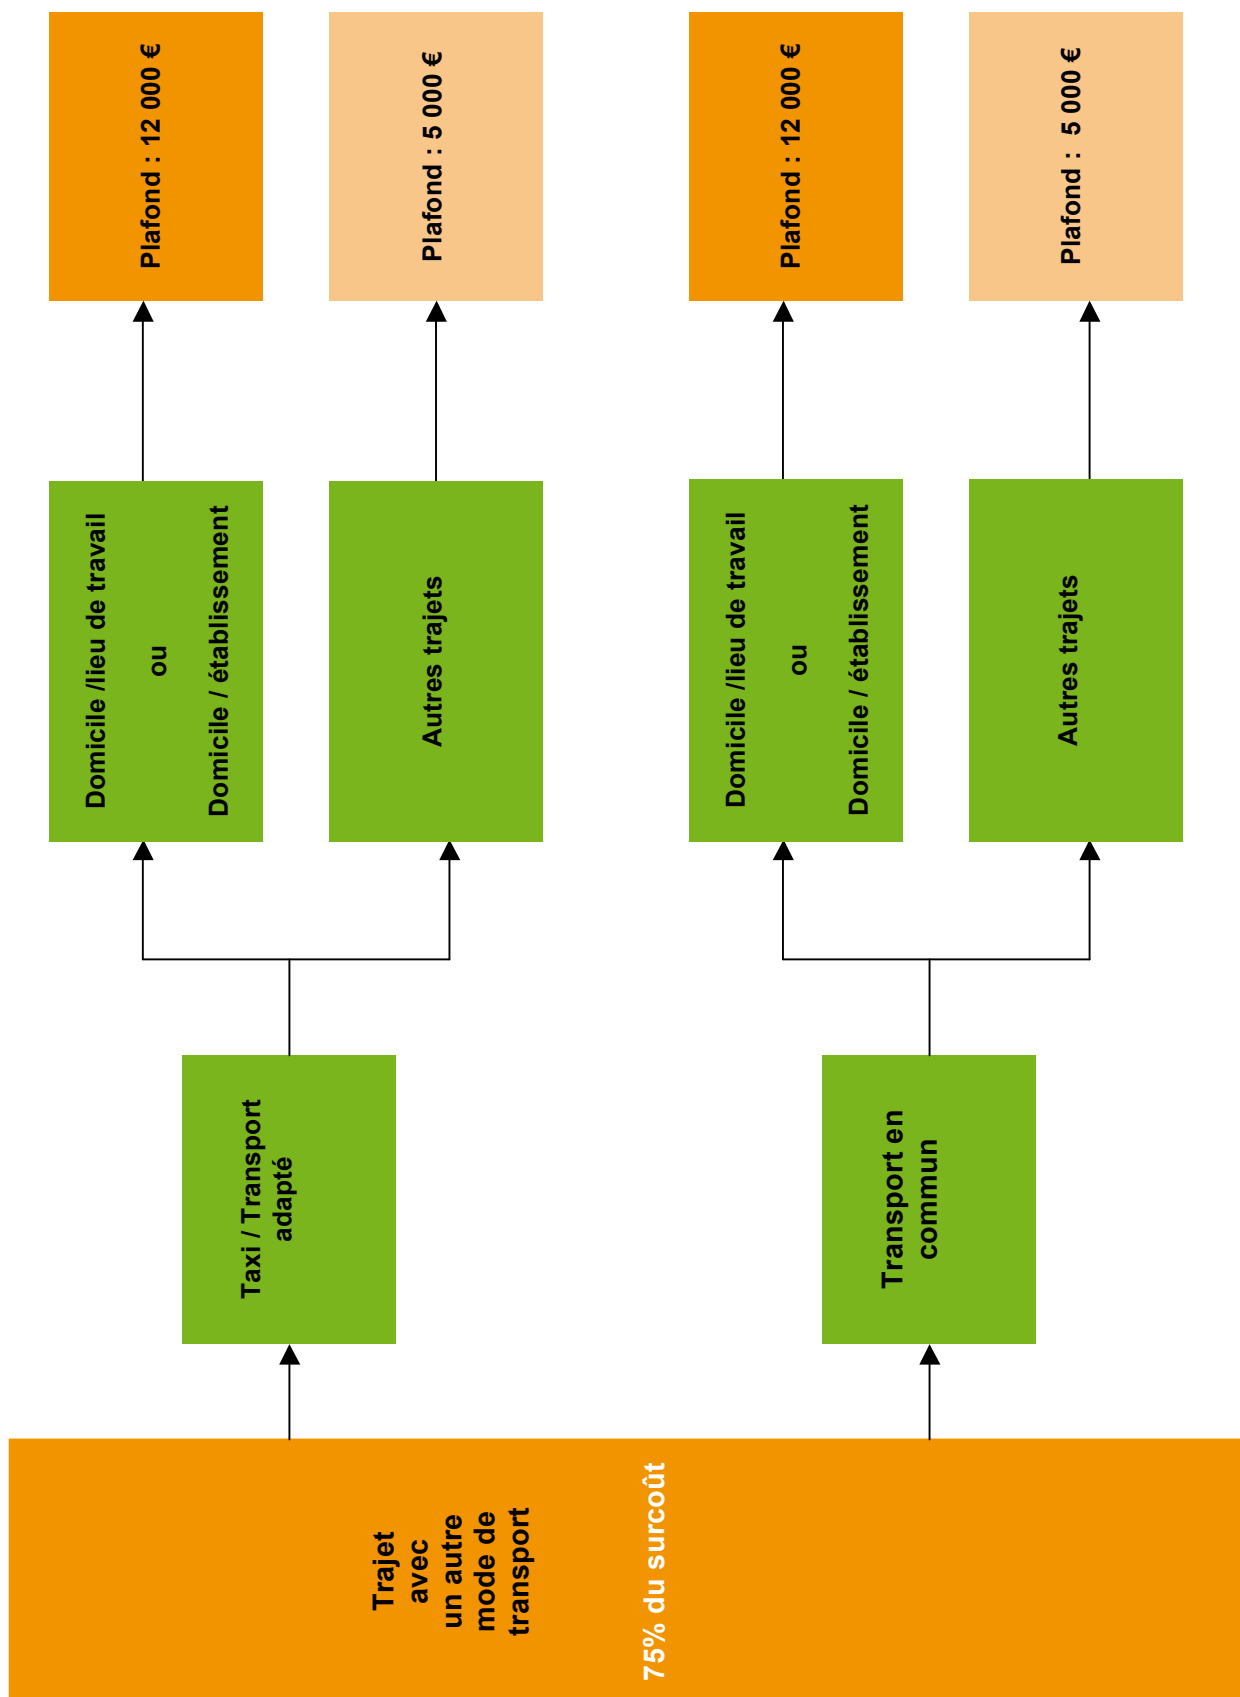 Trajet
avec
un autre
mode de
transport
75% du surcoût
Taxi / Transport
adapté
Domicile /lieu de travail
ou
Domicile / établissement
Plafond : 12 000 €
Autres trajets
Plafond : 5 000 €
Transport en
commun
Domicile /lieu de travail
ou
Domicile / établissement
Plafond : 12 000 €
Autres trajets
Plafond :  5 000 €